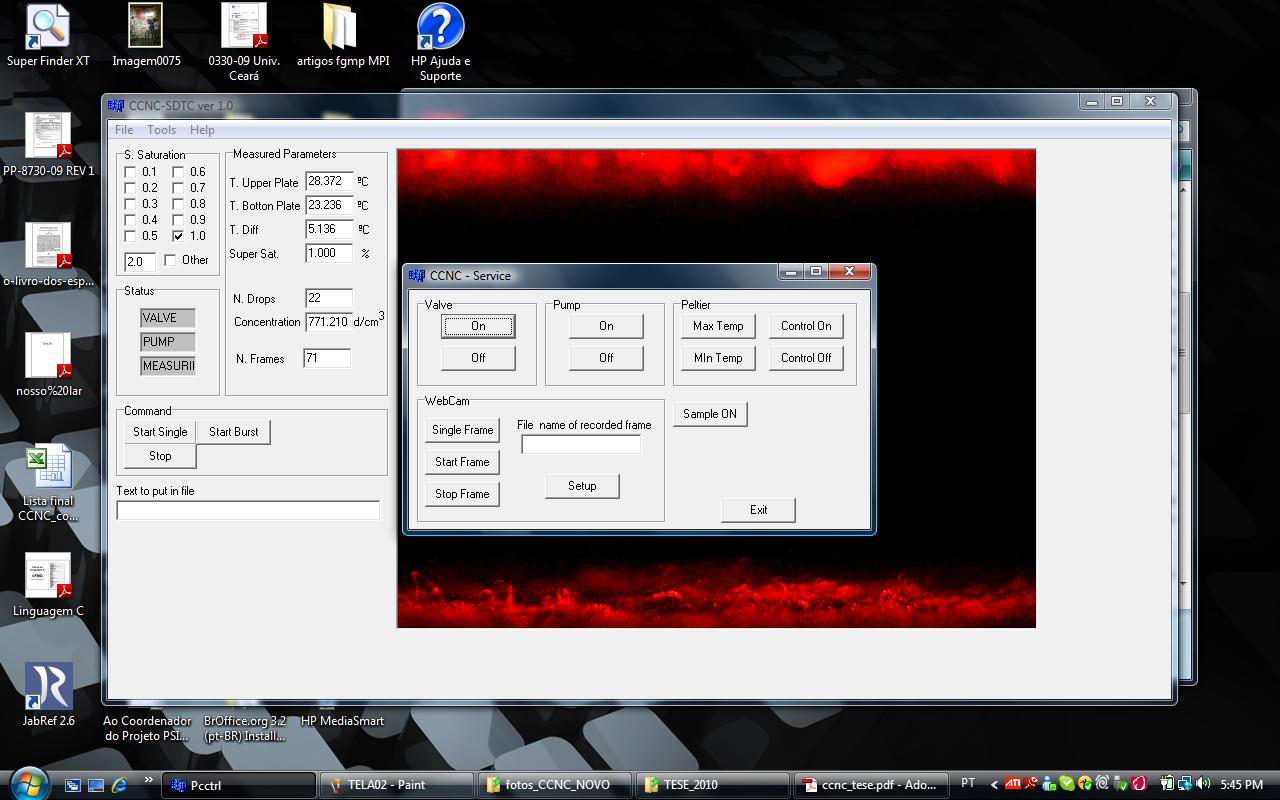 Super Finder XT
Imagem0075
0330-09 Univ.
Ceará
artigos fgmp MPI
HP Ajuda e
Suporte
PP-8730-09 REV 1
o-livro-dos-esp...
nosso%20lar
Lista final
CCNC_co...
Linguagem C
JabRef 2.6
Ao Coordenador
do Projeto PSI...
BrOffice.org 3.2
(pt-BR) Install...
HP MediaSmart
CCNC-SDTC ver 1.0
File Tools Help
S. Saturation
0.1 0.6
0.2 0.7
0.3 0.8
0.4 0.9
0.5 1.0
2.0 Other
Measured Parameters
T. Upper Plate 28.372 ºC
T. Botton Plate 23.236 ºC
T. Diff 5.136 ºC
Super Sat. 1.000 %
N. Drops 22
Concentration 771.210 d/cm3
N. Frames 71
Status
VALVE
PUMP
MEASURII
Command
Start Single Start Burst
Stop
Text to put in file
CCNC - Service
Valve
On
Off
Pump
On
Off
Peltier
Max Temp Control On
MIn Temp Control Off
WebCam
Single Frame
Start Frame
Stop Frame
File name of recorded frame
Setup
Sample ON
Exit
Pcctrl
TELA02 - Paint
fotos_CCNC_NOVO
TESE_2010
ccnc_tese.pdf - Ado...
PT
ATI
5:45 PM